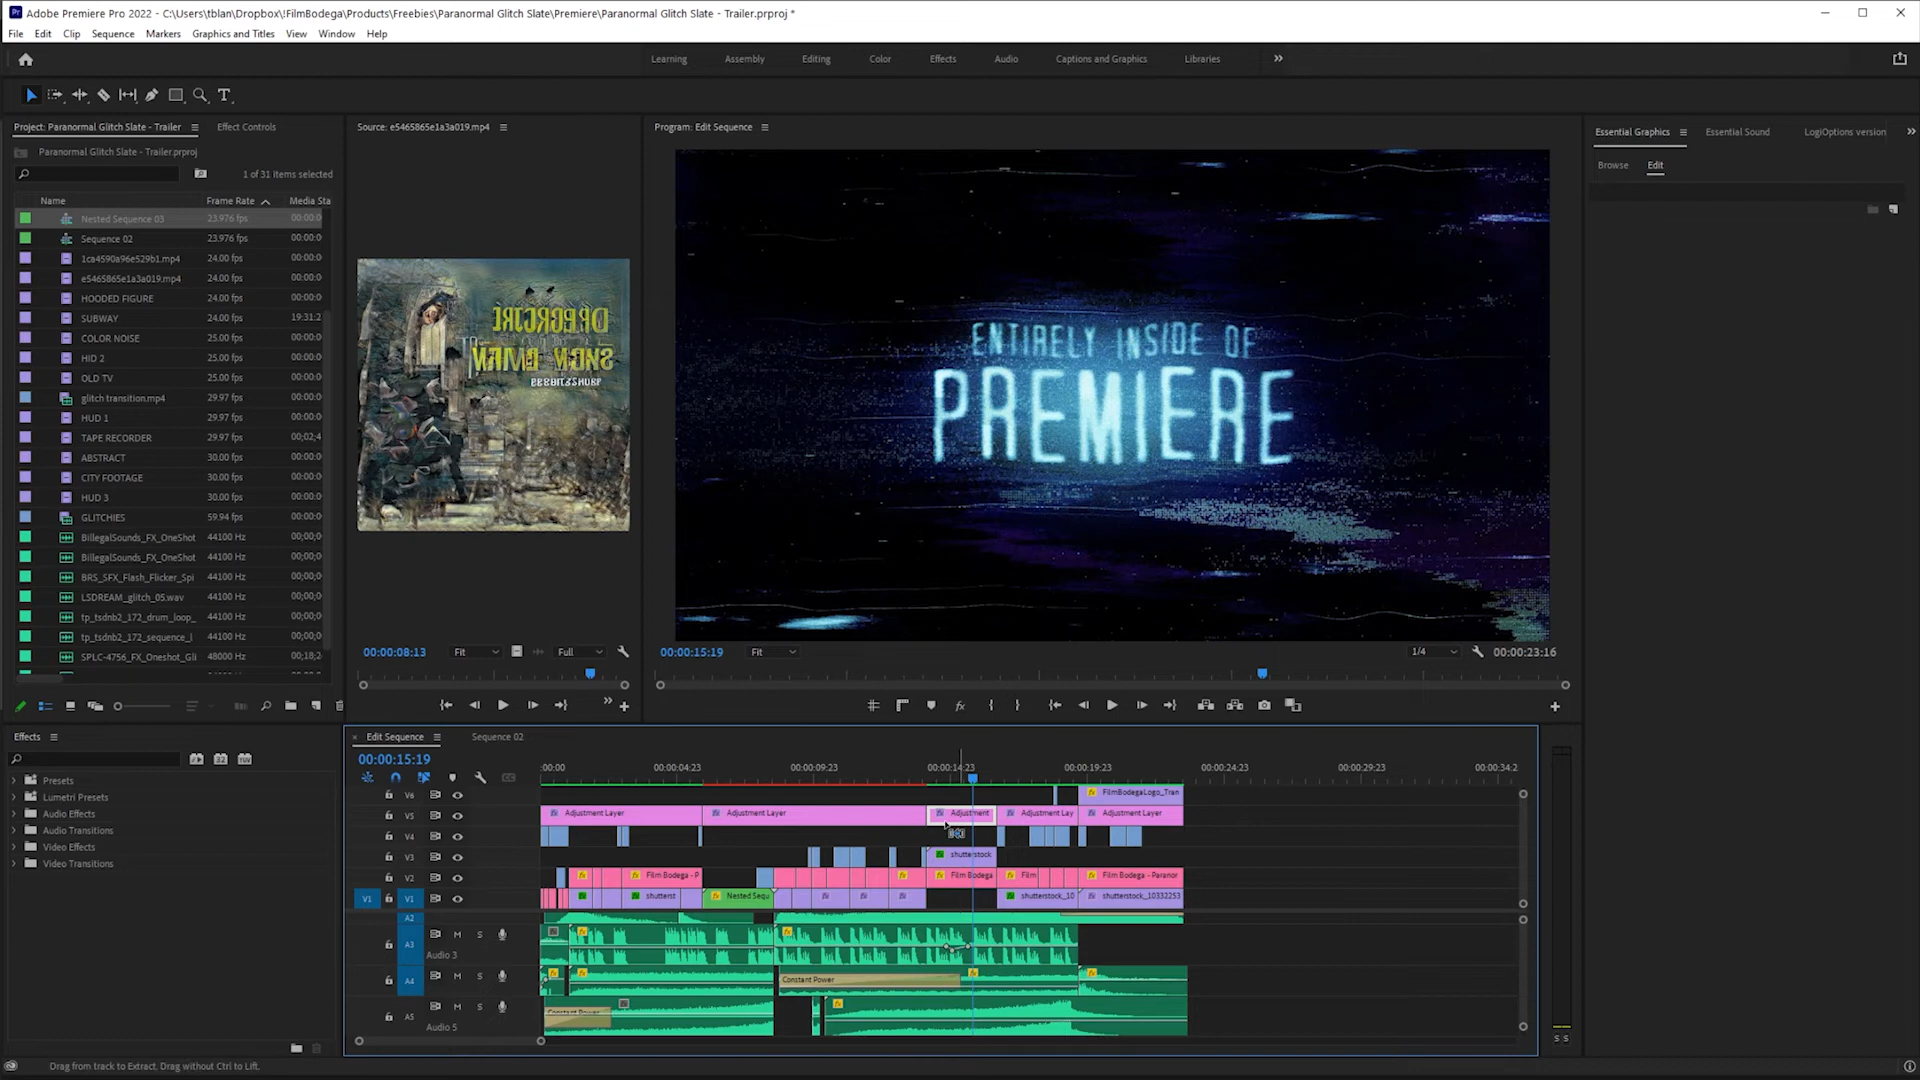 Adobe Premiere Pro 2022 - C:\Users\tblan\Dropbox\!FilmBodega\Products\Freebies\Paranormal Glitch Slate\Premiere\Paranormal Glitch Slate - Trailer.prproj *
File Edit Clip Sequence Markers Graphics and Titles View Window Help
Learning Assembly Editing Color Effects Audio Captions and Graphics Libraries
Project: Paranormal Glitch Slate - Trailer Effect Controls
Source: e5465865e1a3a019.mp4
Program: Edit Sequence
Essential Graphics Essential Sound LogiOptions version
Paranormal Glitch Slate - Trailer.prproj
Browse Edit
1 of 31 items selected
Name Frame Rate Media Sta
Nested Sequence 03 23.976 fps 00:00:0
Sequence 02 23.976 fps 00:00:0
1ca4590a96e529b1.mp4 24.00 fps 00:00:0
e5465865e1a3a019.mp4 24.00 fps 00:00:0
HOODED FIGURE 24.00 fps 00:00:0
SUBWAY 24.00 fps 19:31:2
COLOR NOISE 25.00 fps 00:00:0
HID 2 25.00 fps 00:00:0
OLD TV 25.00 fps 00:00:0
glitch transition.mp4 29.97 fps 00:00:0
HUD 1 29.97 fps 00:00:0
TAPE RECORDER 29.97 fps 00;02;4
ABSTRACT 30.00 fps 00:00:0
CITY FOOTAGE 30.00 fps 00:00:0
HUD 3 30.00 fps 00:00:0
GLITCHIES 59.94 fps 00:00:0
BillegalSounds_FX_OneShot 44100 Hz 00;00;0
BillegalSounds_FX_OneShot 44100 Hz 00;00;0
BRS_SFX_Flash_Flicker_Spi 44100 Hz 00;00;0
LSDREAM_glitch_05.wav 44100 Hz 00;00;0
tp_tsdnb2_172_drum_loop_ 44100 Hz 00;00;0
tp_tsdnb2_172_sequence_l 44100 Hz 00;00;0
SPLC-4756_FX_Oneshot_Gli 48000 Hz 00;18;2
ENTIRELY INSIDE OF
PREMIERE
00:00:08:13 Fit Full
00:00:15:19 Fit 1/4 00:00:23:16
Effects
Presets
Lumetri Presets
Audio Effects
Audio Transitions
Video Effects
Video Transitions
Edit Sequence Sequence 02
00:00:15:19
:00:00 00:00:04:23 00:00:09:23 00:00:14:23 00:00:19:23 00:00:24:23 00:00:29:23 00:00:34:2
V6 FilmBodegaLogo_Tran
V5 Adjustment Layer Adjustment Layer Adjustment Adjustment Lay Adjustment Layer
V4
V3 shutterstock
V2 Film Bodega - P Film Bodega Film Film Bodega - Paranor
V1 V1 shutterst Nested Sequ shutterstock_10 shutterstock_10332253
A2
A3 M S
Audio 3
A4 M S Constant Power
A5 M S Constant Power
Audio 5
S S
Drag from track to Extract, Drag without Ctrl to Lift.